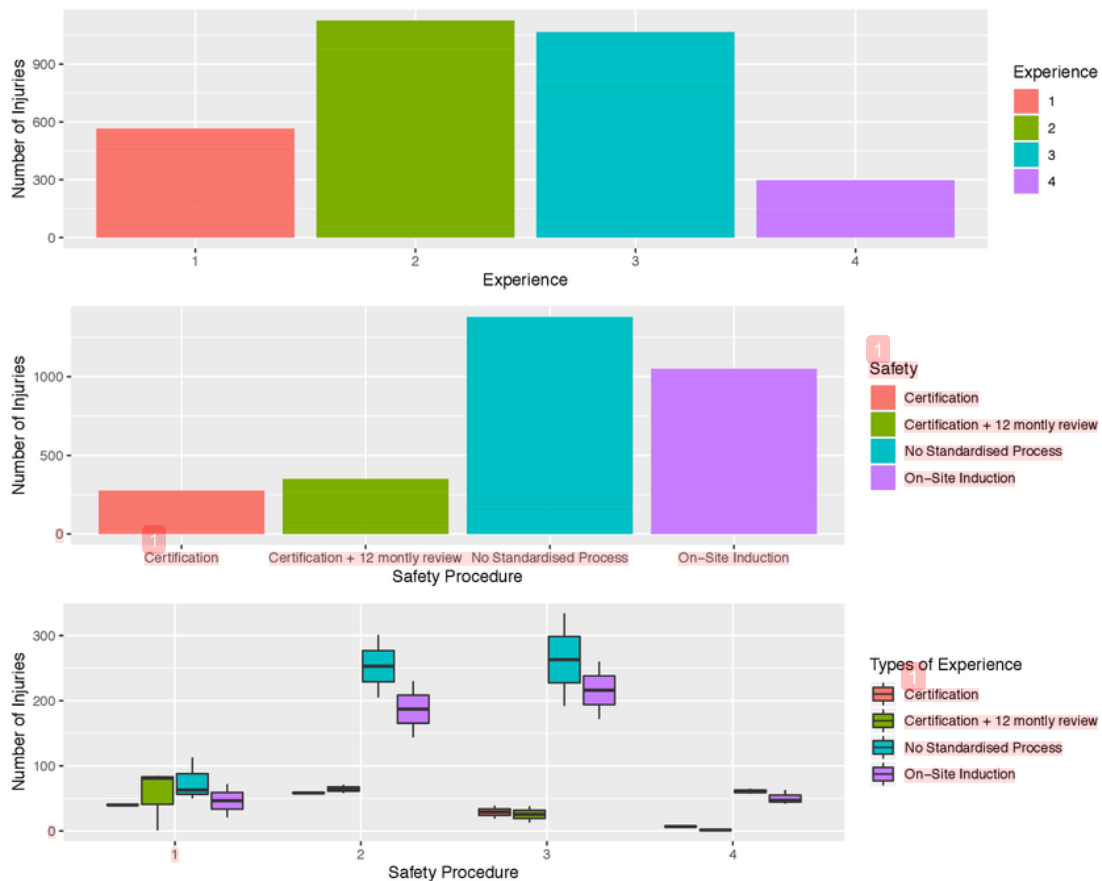 Number of Injuries
900
600
300
0
1
2
3
4
Experience
Experience
1
2
3
4
Number of Injuries
1000
500
0
1
Certification
Certification + 12 montly review
No Standardised Process
On-Site Induction
Safety Procedure
1
Safety
Certification
Certification + 12 montly review
No Standardised Process
On-Site Induction
Number of Injuries
300
200
100
0
1
2
3
4
Safety Procedure
Types of Experience
1
Certification
Certification + 12 montly review
No Standardised Process
On-Site Induction